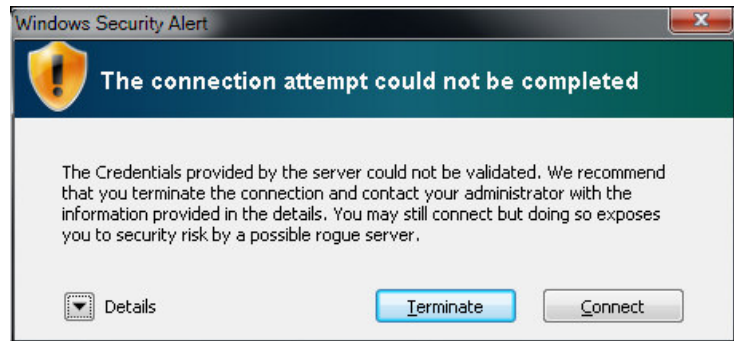 Windows Security Alert
The connection attempt could not be completed
The Credentials provided by the server could not be validated. We recommend
that you terminate the connection and contact your administrator with the
information provided in the details. You may still connect but doing so exposes
you to security risk by a possible rogue server.
Details
Terminate
Connect